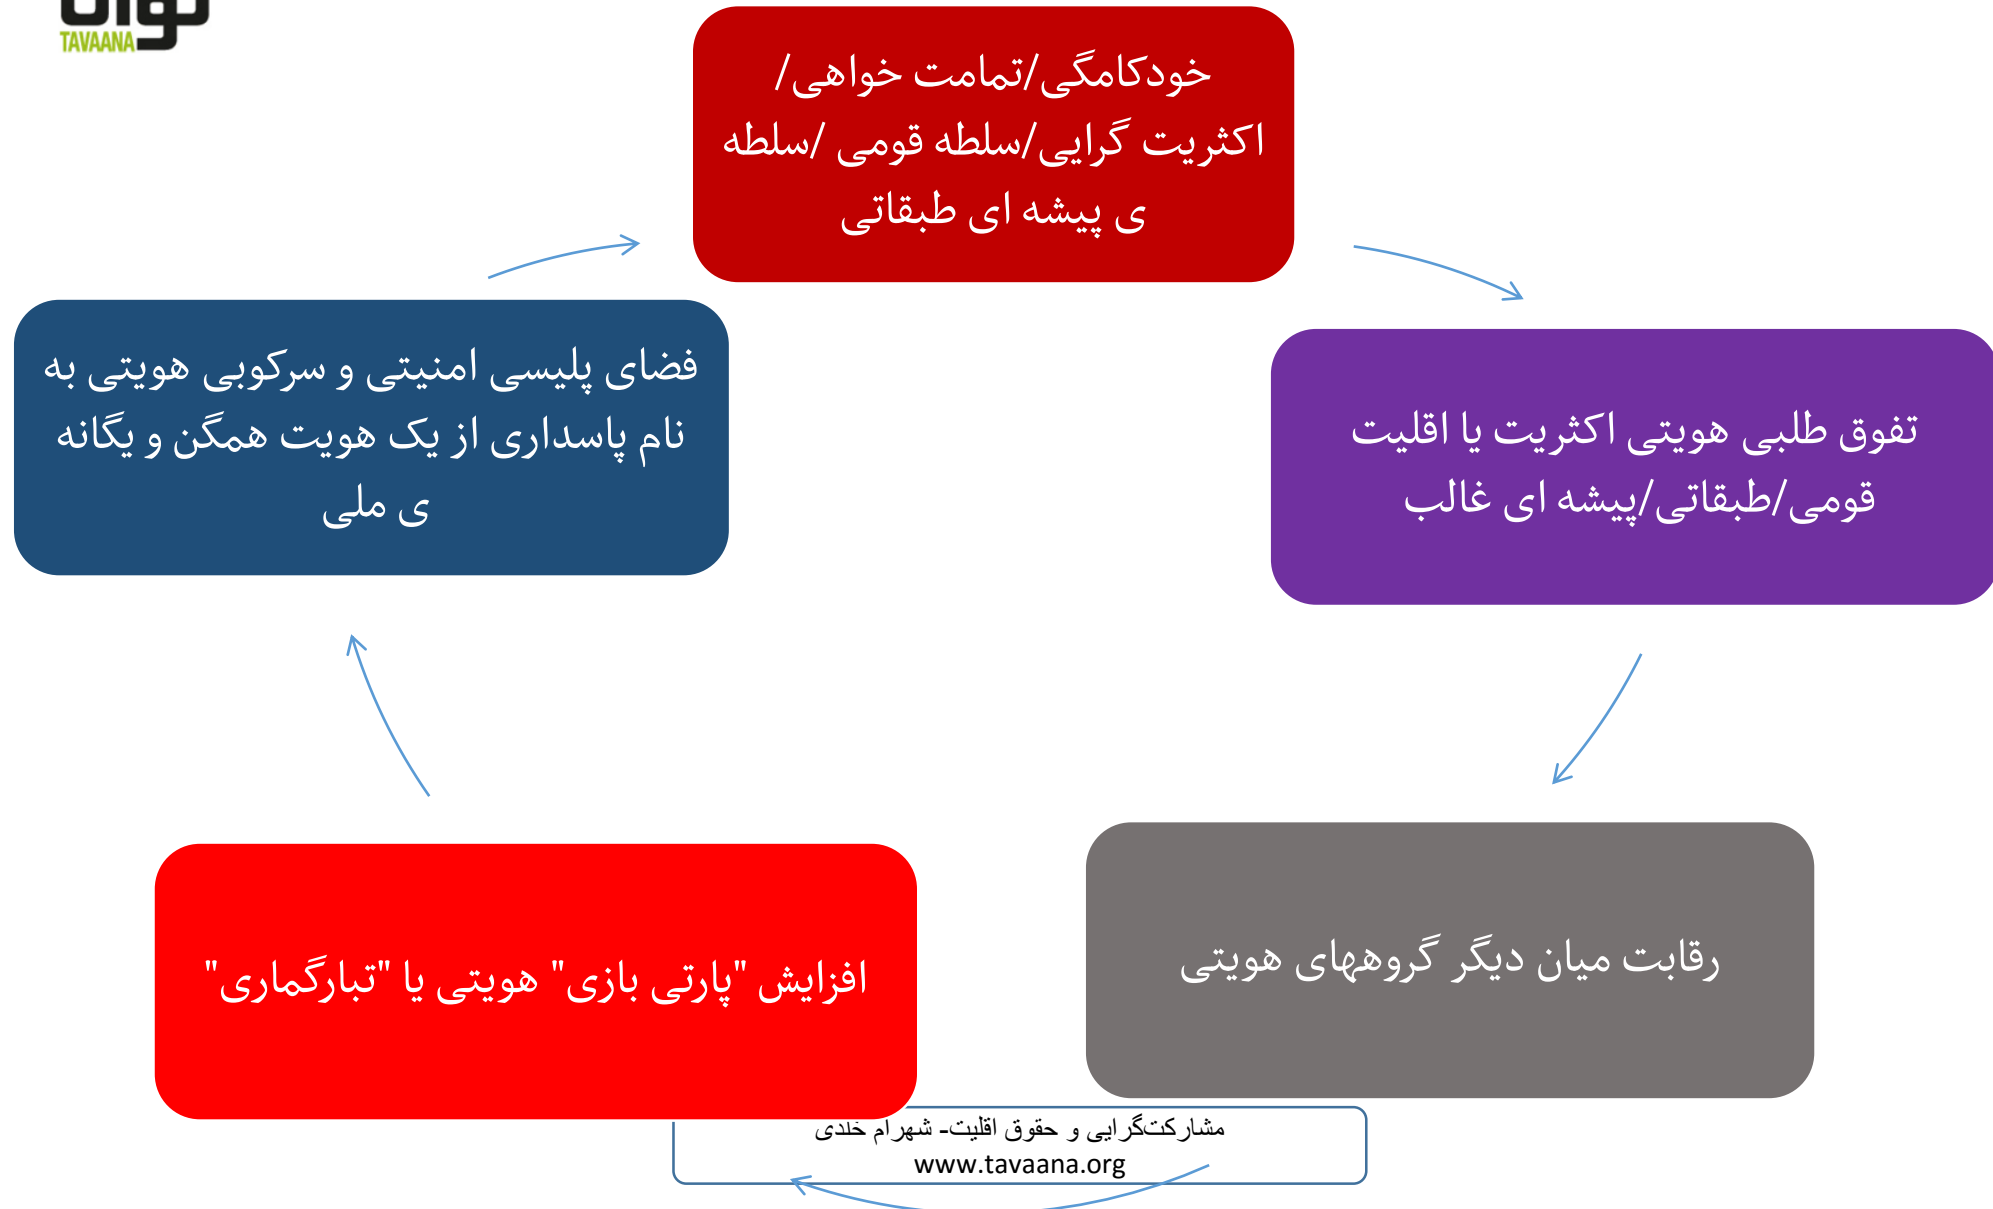 TAVAANA
خودکامگی/تمامت خواهی/
اکثریت گرایی/سلطه قومی /سلطه
ی پیشه ای طبقاتی
تفوق طلبی هویتی اکثریت یا اقلیت
قومی/طبقاتی/پیشه ای غالب
رقابت میان دیگر گروههای هویتی
افزایش "پارتی بازی" هویتی یا "تبارگماری"
فضای پلیسی امنیتی و سرکوبی هویتی به
نام پاسداری از یک هویت همگن و یگانه
ی ملی
مشارکت‌گرایی و حقوق اقلیت- شهرام خلدی
www.tavaana.org